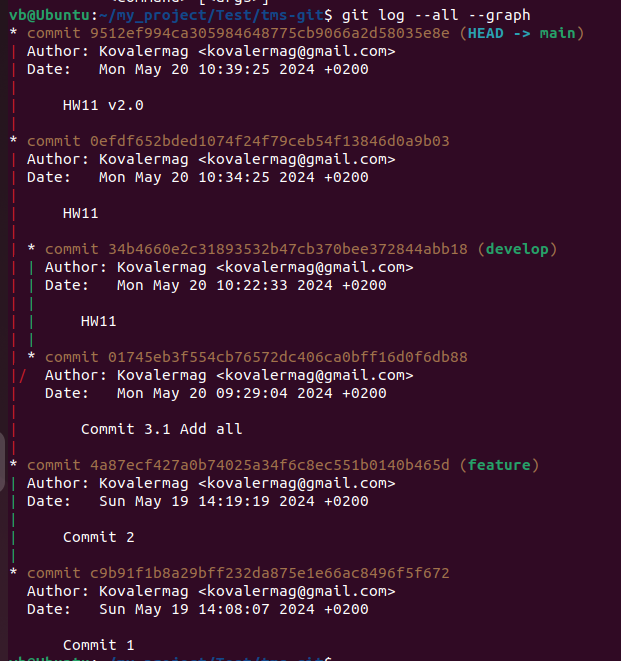 vb@Ubuntu:~/my_project/Test/tms-git$ git log --all --graph
* commit 9512ef994ca305984648775cb9066a2d58035e8e (HEAD -> main)
| Author: Kovalermag <kovalermag@gmail.com>
| Date:   Mon May 20 10:39:25 2024 +0200
|
|     HW11 v2.0
|
* commit 0efdf652bded1074f24f79ceb54f13846d0a9b03
| Author: Kovalermag <kovalermag@gmail.com>
| Date:   Mon May 20 10:34:25 2024 +0200
|
|     HW11
|
| * commit 34b4660e2c31893532b47cb370bee372844abb18 (develop)
| | Author: Kovalermag <kovalermag@gmail.com>
| | Date:   Mon May 20 10:22:33 2024 +0200
| |
| |     HW11
| |
| * commit 01745eb3f554cb76572dc406ca0bff16d0f6db88
|/  Author: Kovalermag <kovalermag@gmail.com>
|   Date:   Mon May 20 09:29:04 2024 +0200
|
|       Commit 3.1 Add all
|
* commit 4a87ecf427a0b74025a34f6c8ec551b0140b465d (feature)
| Author: Kovalermag <kovalermag@gmail.com>
| Date:   Sun May 19 14:19:19 2024 +0200
|
|     Commit 2
|
* commit c9b91f1b8a29bff232da875e1e66ac8496f5f672
  Author: Kovalermag <kovalermag@gmail.com>
  Date:   Sun May 19 14:08:07 2024 +0200

      Commit 1
vb@Ubuntu:~/my_project/Test/tms-git$